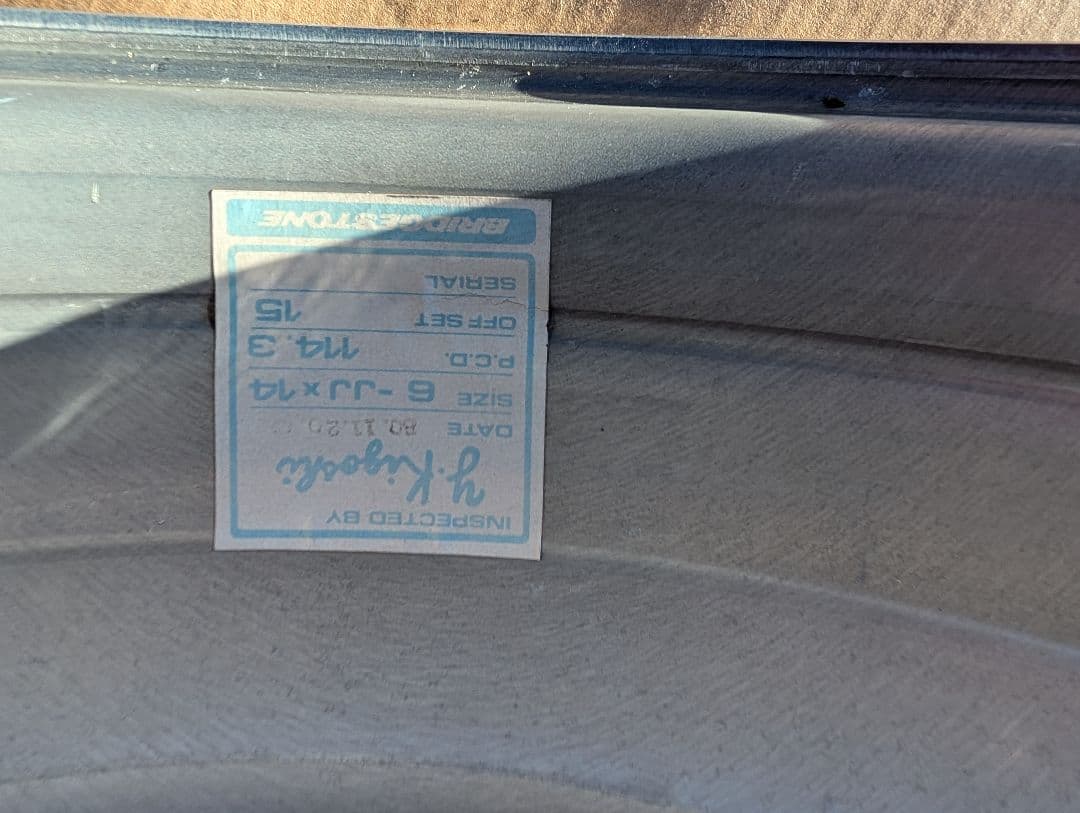 INSPECTED BY
Y. Kigoshi
DATE 80.11.20
SIZE 6-JJ×14
P.C.D. 114.3
OFF SET 15
SERIAL
BRIDGESTONE